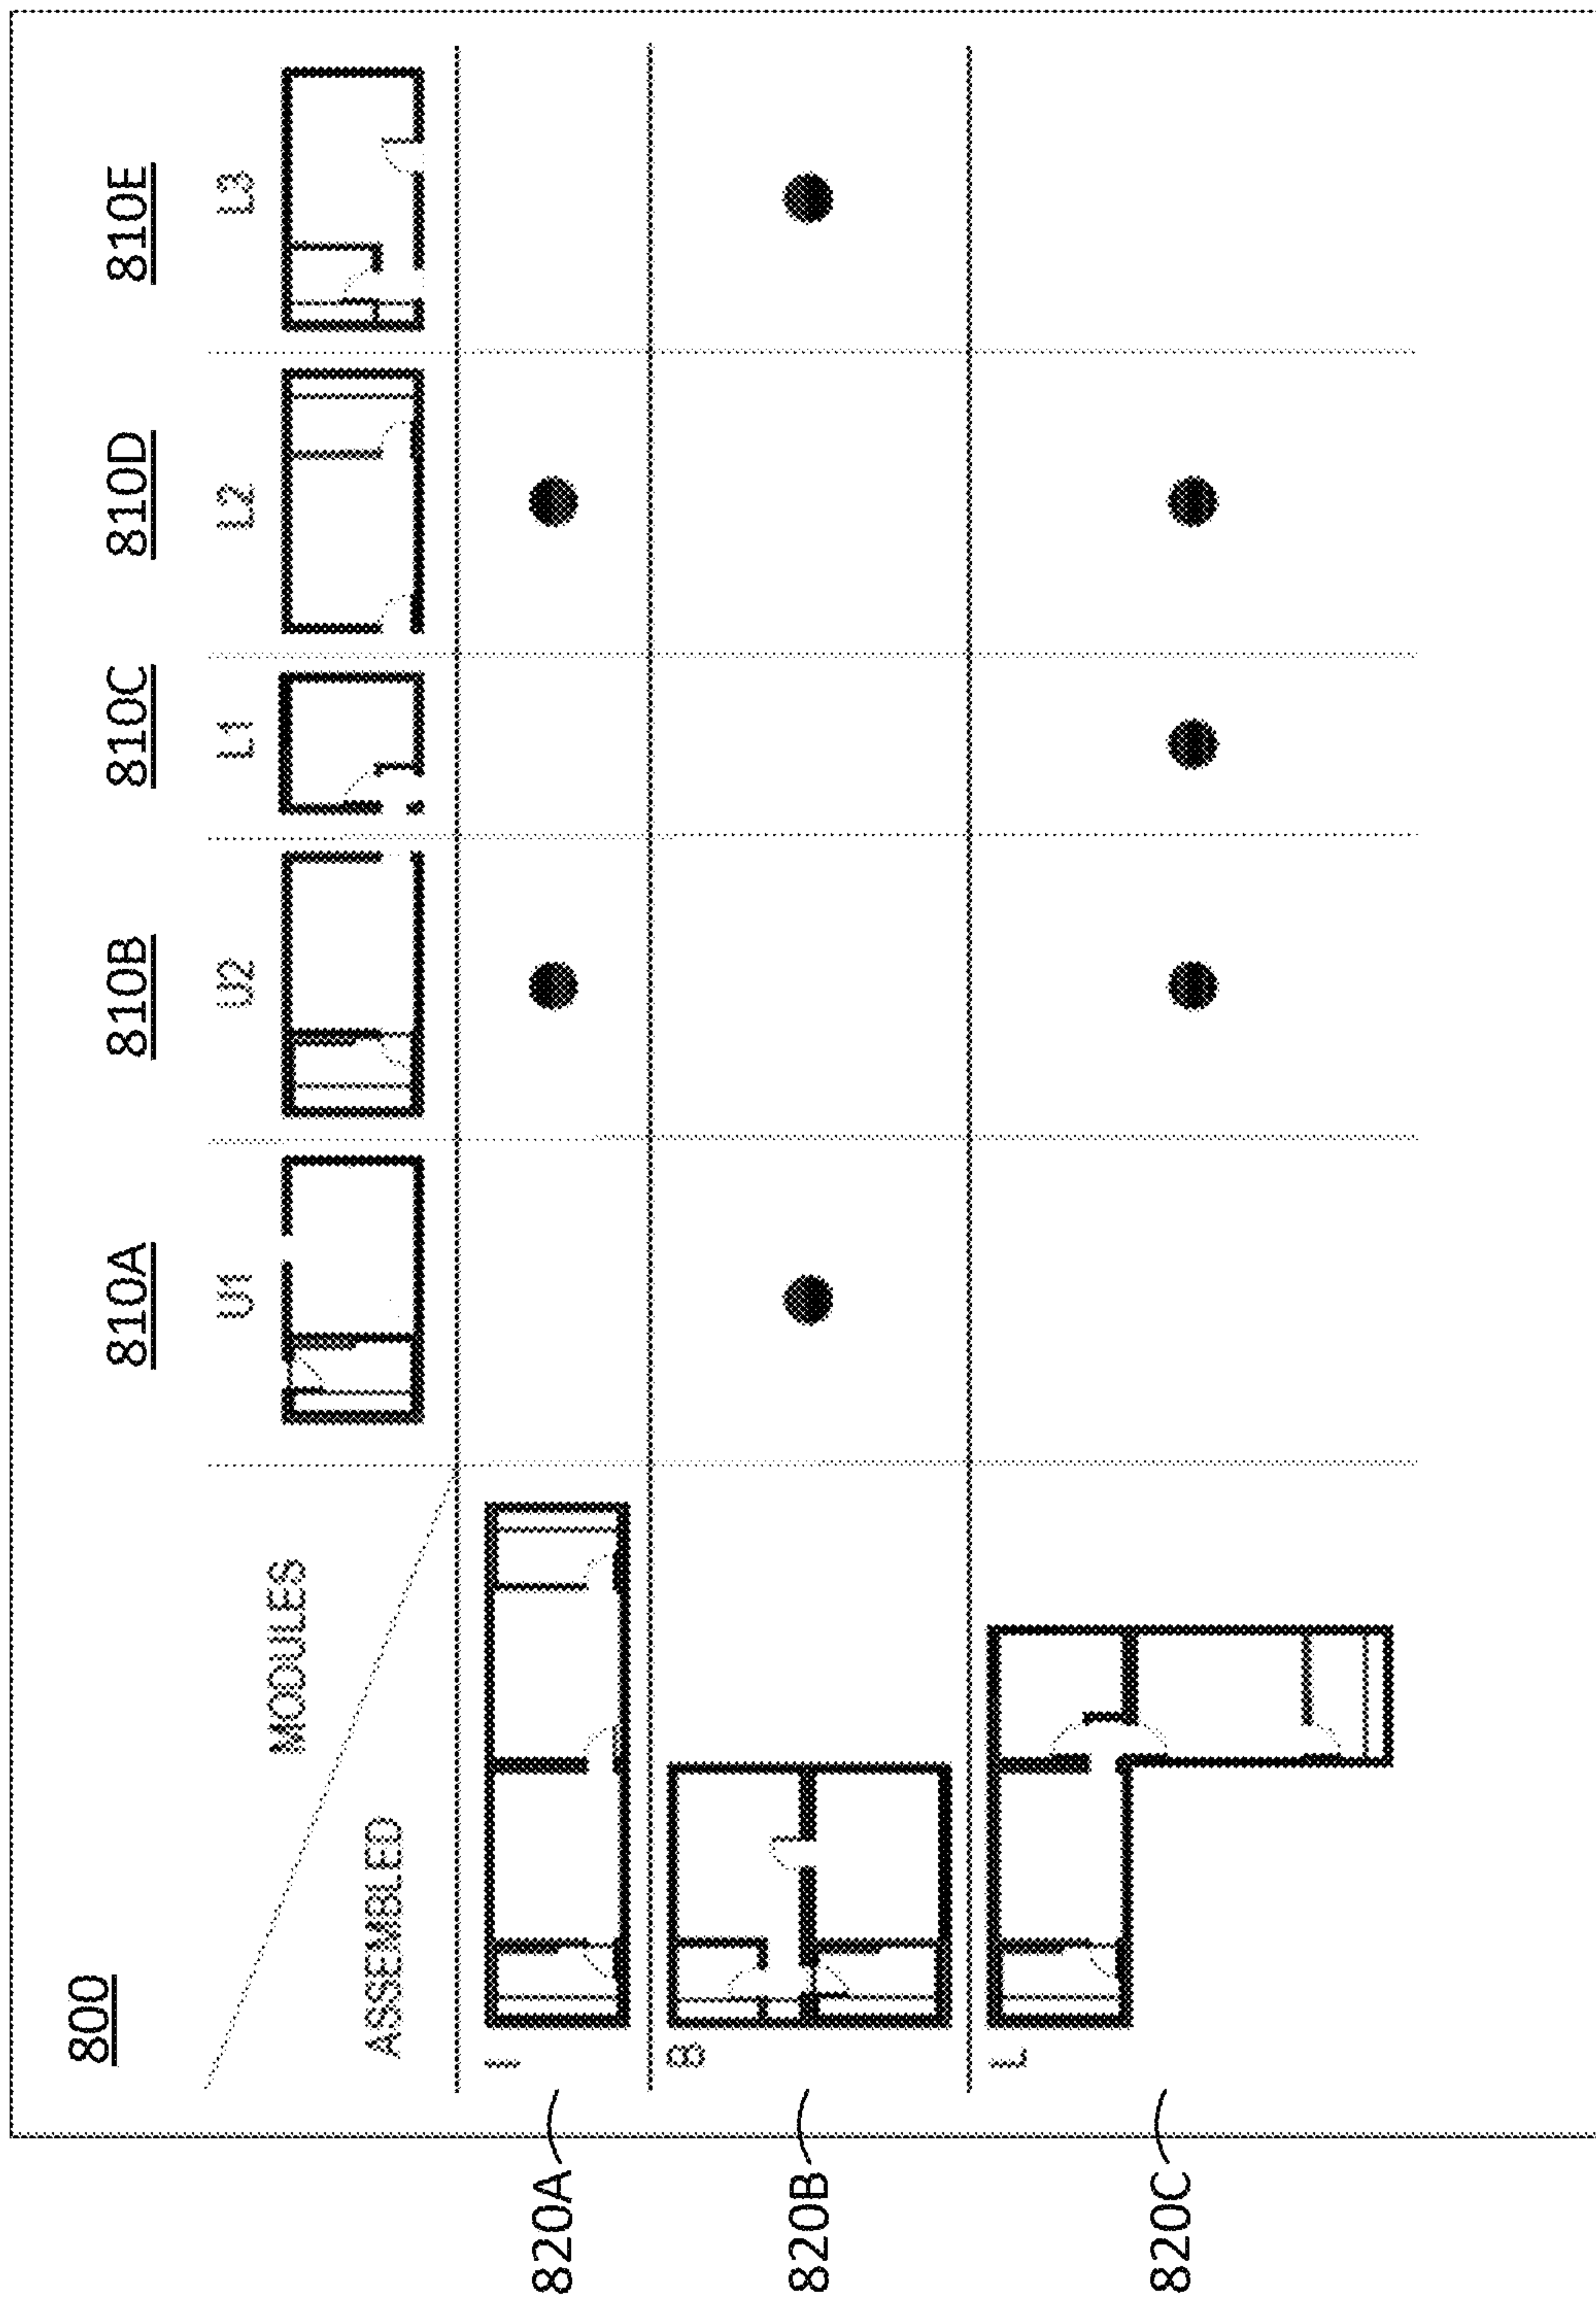 800
810A
810B
810C
810D
810E
MODULES
U1
U2
L1
L2
L3
ASSEMBLED
820A
I
820B
B
820C
L